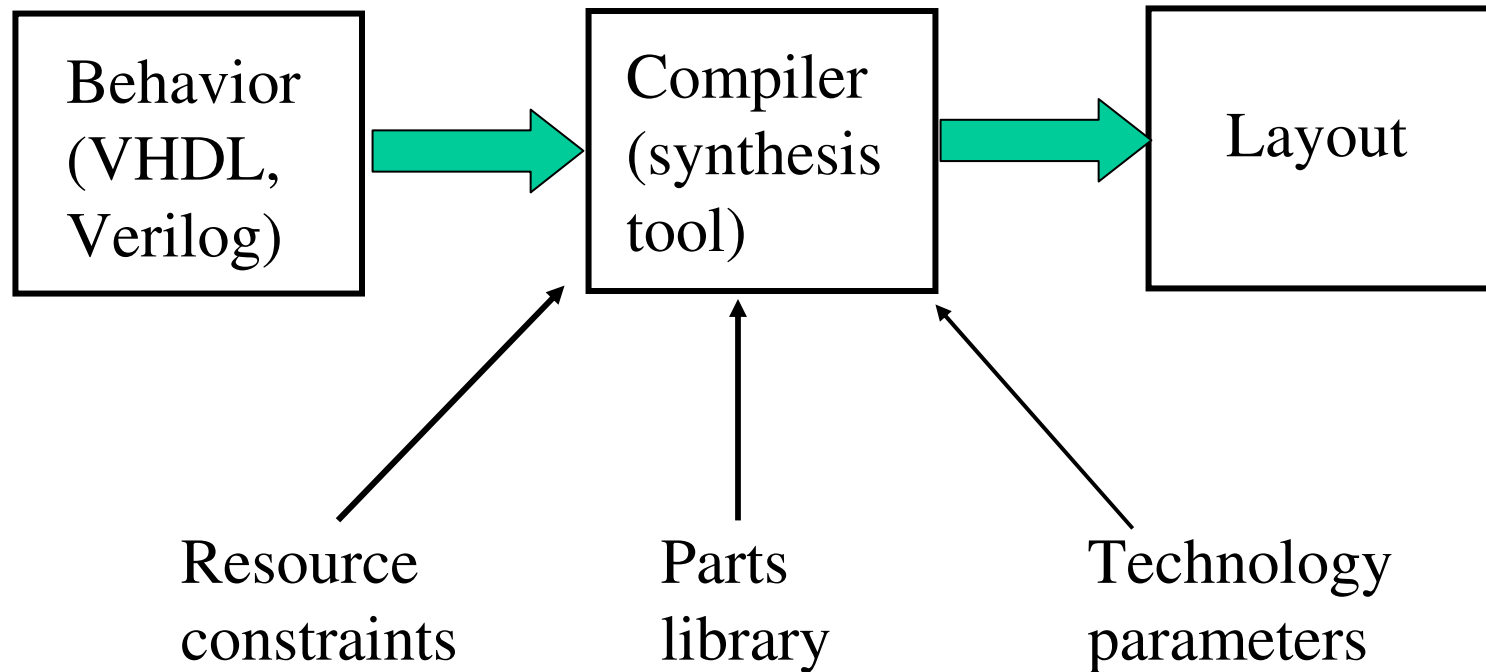 Behavior
(VHDL,
Verilog)
Compiler
(synthesis
tool)
Layout
Resource
constraints
Parts
library
Technology
parameters